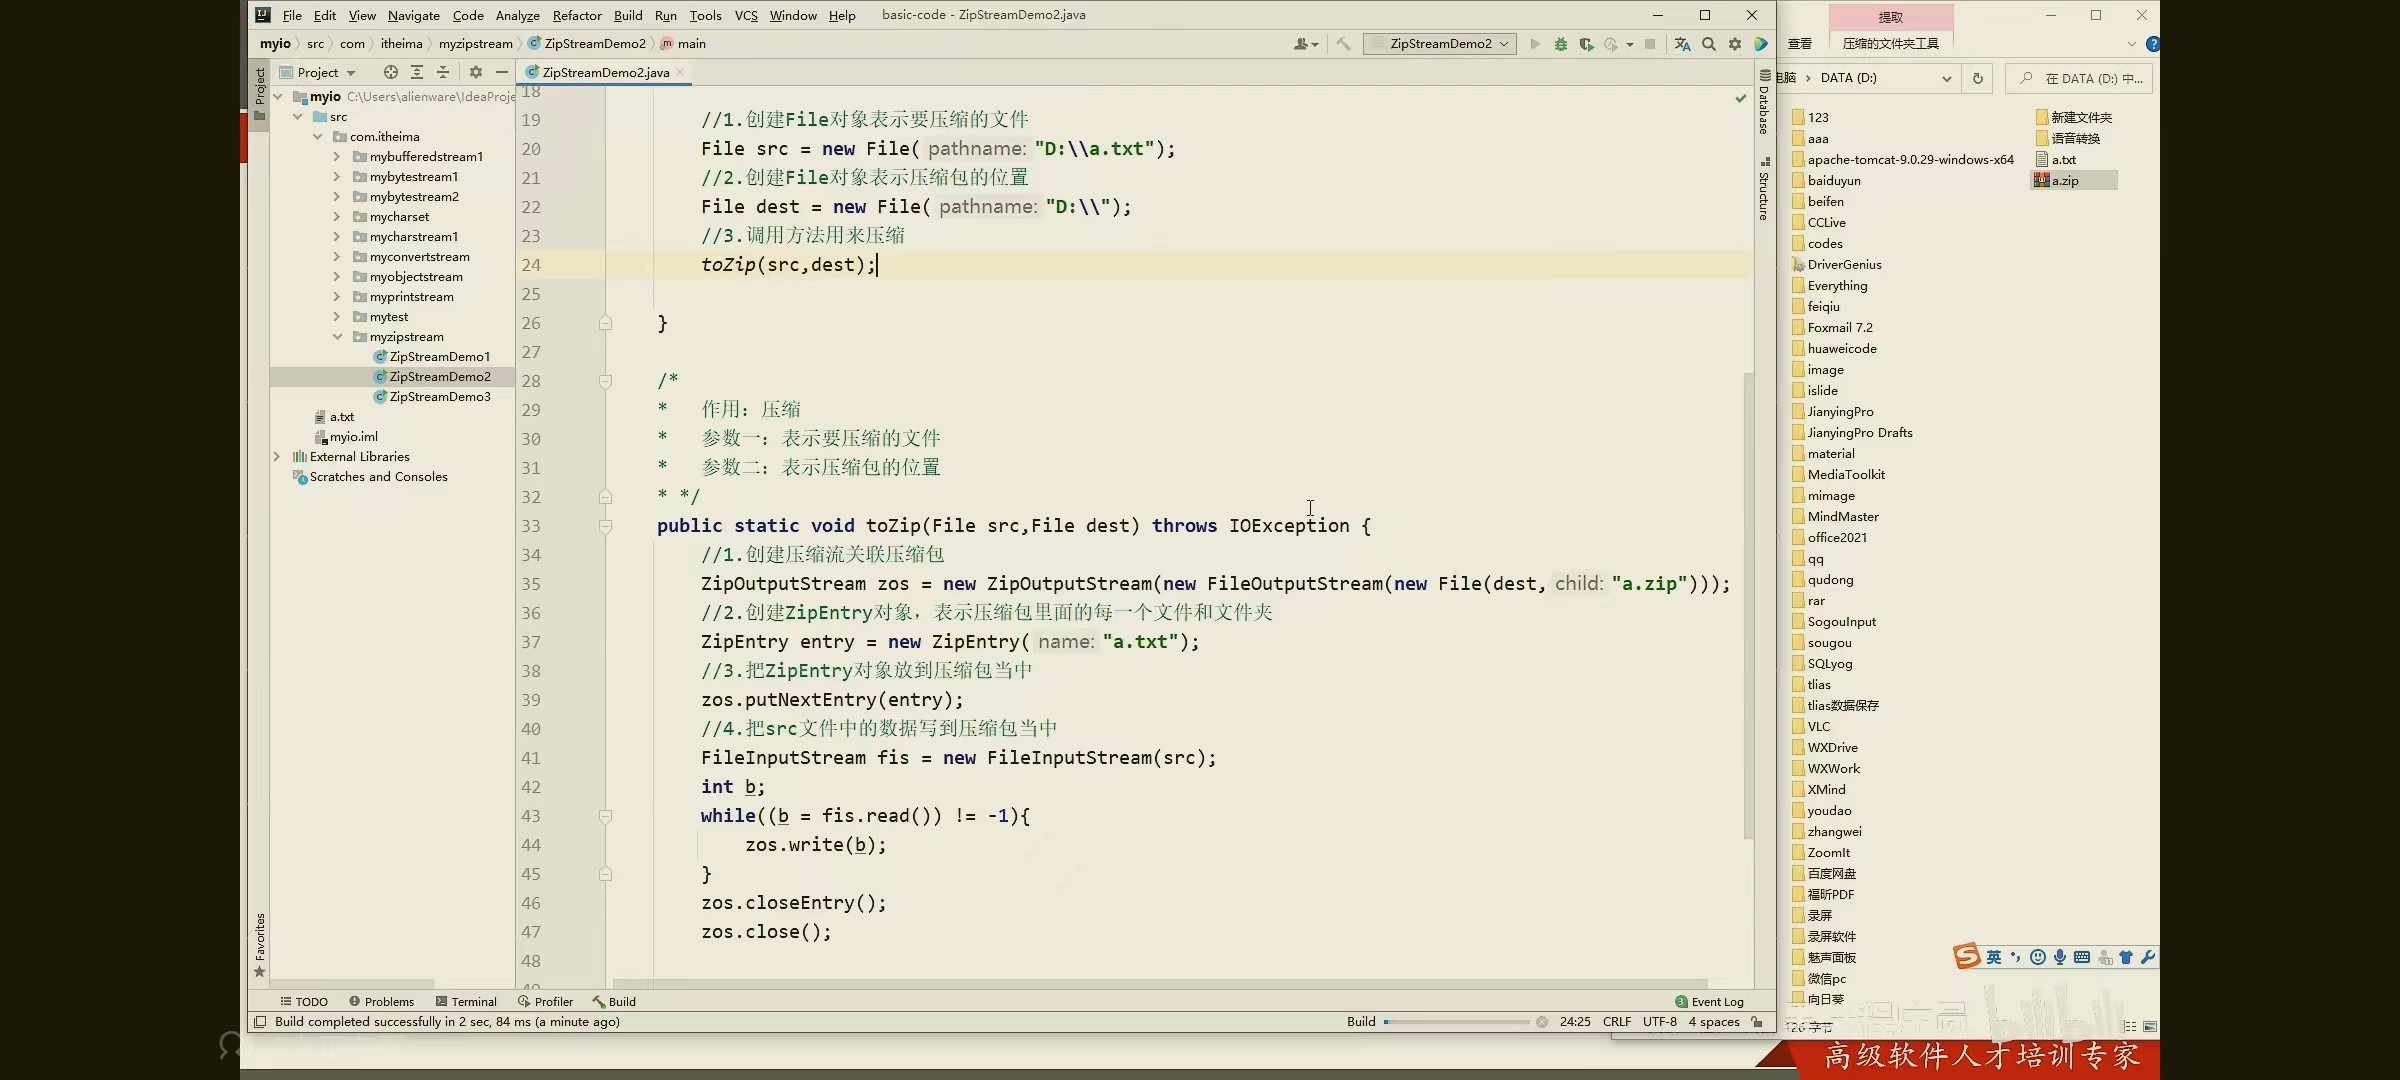 File Edit View Navigate Code Analyze Refactor Build Run Tools VCS Window Help basic-code - ZipStreamDemo2.java
myio src com itheima myzipstream ZipStreamDemo2 main
ZipStreamDemo2
Project
Project
ZipStreamDemo2.java
myio C:\Users\alienware\IdeaProje
src
com.itheima
mybufferedstream1
mybytestream1
mybytestream2
mycharset
mycharstream1
myconvertstream
myobjectstream
myprintstream
mytest
myzipstream
ZipStreamDemo1
ZipStreamDemo2
ZipStreamDemo3
a.txt
myio.iml
External Libraries
Scratches and Consoles
Favorites
18
19 //1.创建File对象表示要压缩的文件
20 File src = new File( pathname: "D:\\a.txt");
21 //2.创建File对象表示压缩包的位置
22 File dest = new File( pathname: "D:\\");
23 //3.调用方法用来压缩
24 toZip(src,dest);
25
26 }
27
28 /*
29 * 作用：压缩
30 * 参数一：表示要压缩的文件
31 * 参数二：表示压缩包的位置
32 * */
33 public static void toZip(File src,File dest) throws IOException {
34 //1.创建压缩流关联压缩包
35 ZipOutputStream zos = new ZipOutputStream(new FileOutputStream(new File(dest, child: "a.zip")));
36 //2.创建ZipEntry对象，表示压缩包里面的每一个文件和文件夹
37 ZipEntry entry = new ZipEntry( name: "a.txt");
38 //3.把ZipEntry对象放到压缩包当中
39 zos.putNextEntry(entry);
40 //4.把src文件中的数据写到压缩包当中
41 FileInputStream fis = new FileInputStream(src);
42 int b;
43 while((b = fis.read()) != -1){
44 zos.write(b);
45 }
46 zos.closeEntry();
47 zos.close();
48
Database
Structure
TODO Problems Terminal Profiler Build
3 Event Log
Build completed successfully in 2 sec, 84 ms (a minute ago)
Build 24:25 CRLF UTF-8 4 spaces
提取
查看 压缩的文件夹工具
电脑 DATA (D:)
在 DATA (D:) 中...
123
aaa
apache-tomcat-9.0.29-windows-x64
baiduyun
beifen
CCLive
codes
DriverGenius
Everything
feiqiu
Foxmail 7.2
huaweicode
image
islide
JianyingPro
JianyingPro Drafts
material
MediaToolkit
mimage
MindMaster
office2021
qq
qudong
rar
SogouInput
sougou
SQLyog
tlias
tlias数据保存
VLC
WXDrive
WXWork
XMind
youdao
zhangwei
ZoomIt
百度网盘
福昕PDF
录屏
录屏软件
魅声面板
微信pc
向日葵
新建文件夹
语音转换
a.txt
a.zip
英
126 字节
bilibili
高级软件人才培训专家